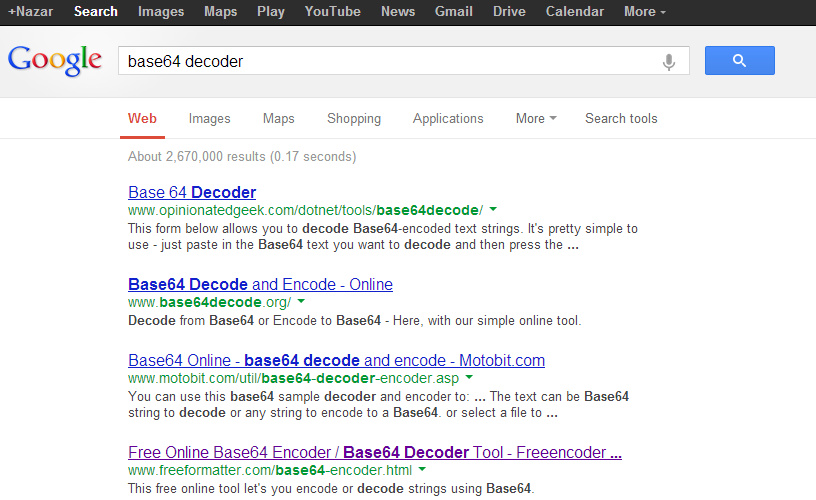 +Nazar Search Images Maps Play YouTube News Gmail Drive Calendar More
Google base64 decoder
Web Images Maps Shopping Applications More Search tools
About 2,670,000 results (0.17 seconds)
Base 64 Decoder
www.opinionatedgeek.com/dotnet/tools/base64decode/
This form below allows you to decode Base64-encoded text strings. It's pretty simple to
use - just paste in the Base64 text you want to decode and then press the ...
Base64 Decode and Encode - Online
www.base64decode.org/
Decode from Base64 or Encode to Base64 - Here, with our simple online tool.
Base64 Online - base64 decode and encode - Motobit.com
www.motobit.com/util/base64-decoder-encoder.asp
You can use this base64 sample decoder and encoder to: ... The text can be Base64
string to decode or any string to encode to a Base64. or select a file to ...
Free Online Base64 Encoder / Base64 Decoder Tool - Freeencoder ...
www.freeformatter.com/base64-encoder.html
This free online tool let's you encode or decode strings using Base64.